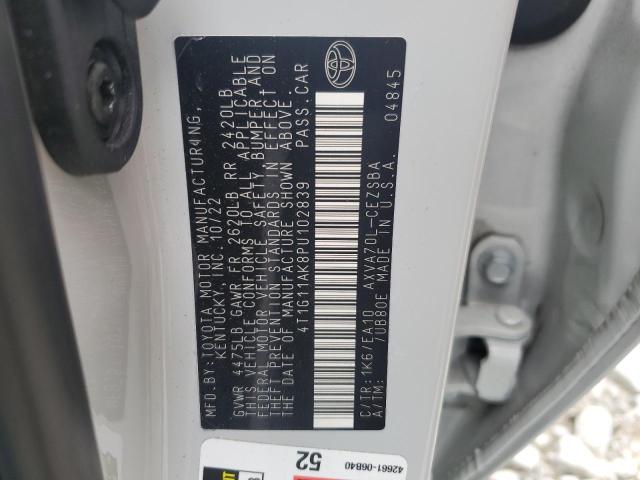 MFD.BY:TOYOTA MOTOR MANUFACTURING,
KENTUCKY, INC. 10/22
GVWR 4475LB GAWR FR 2620LB RR 2420LB
THIS VEHICLE CONFORMS TO ALL APPLICABLE
FEDERAL MOTOR VEHICLE SAFETY, BUMPER AND
THEFT PREVENTION STANDARDS IN EFFECT ON
THE DATE OF MANUFACTURE SHOWN ABOVE.
4T1G11AK8PU102839 PASS.CAR
C/TR:1K6/EA10 AXVA70L-CEZSBA
A/TM: /UB80E MADE IN U.S.A. 04845
52
42661-06B40